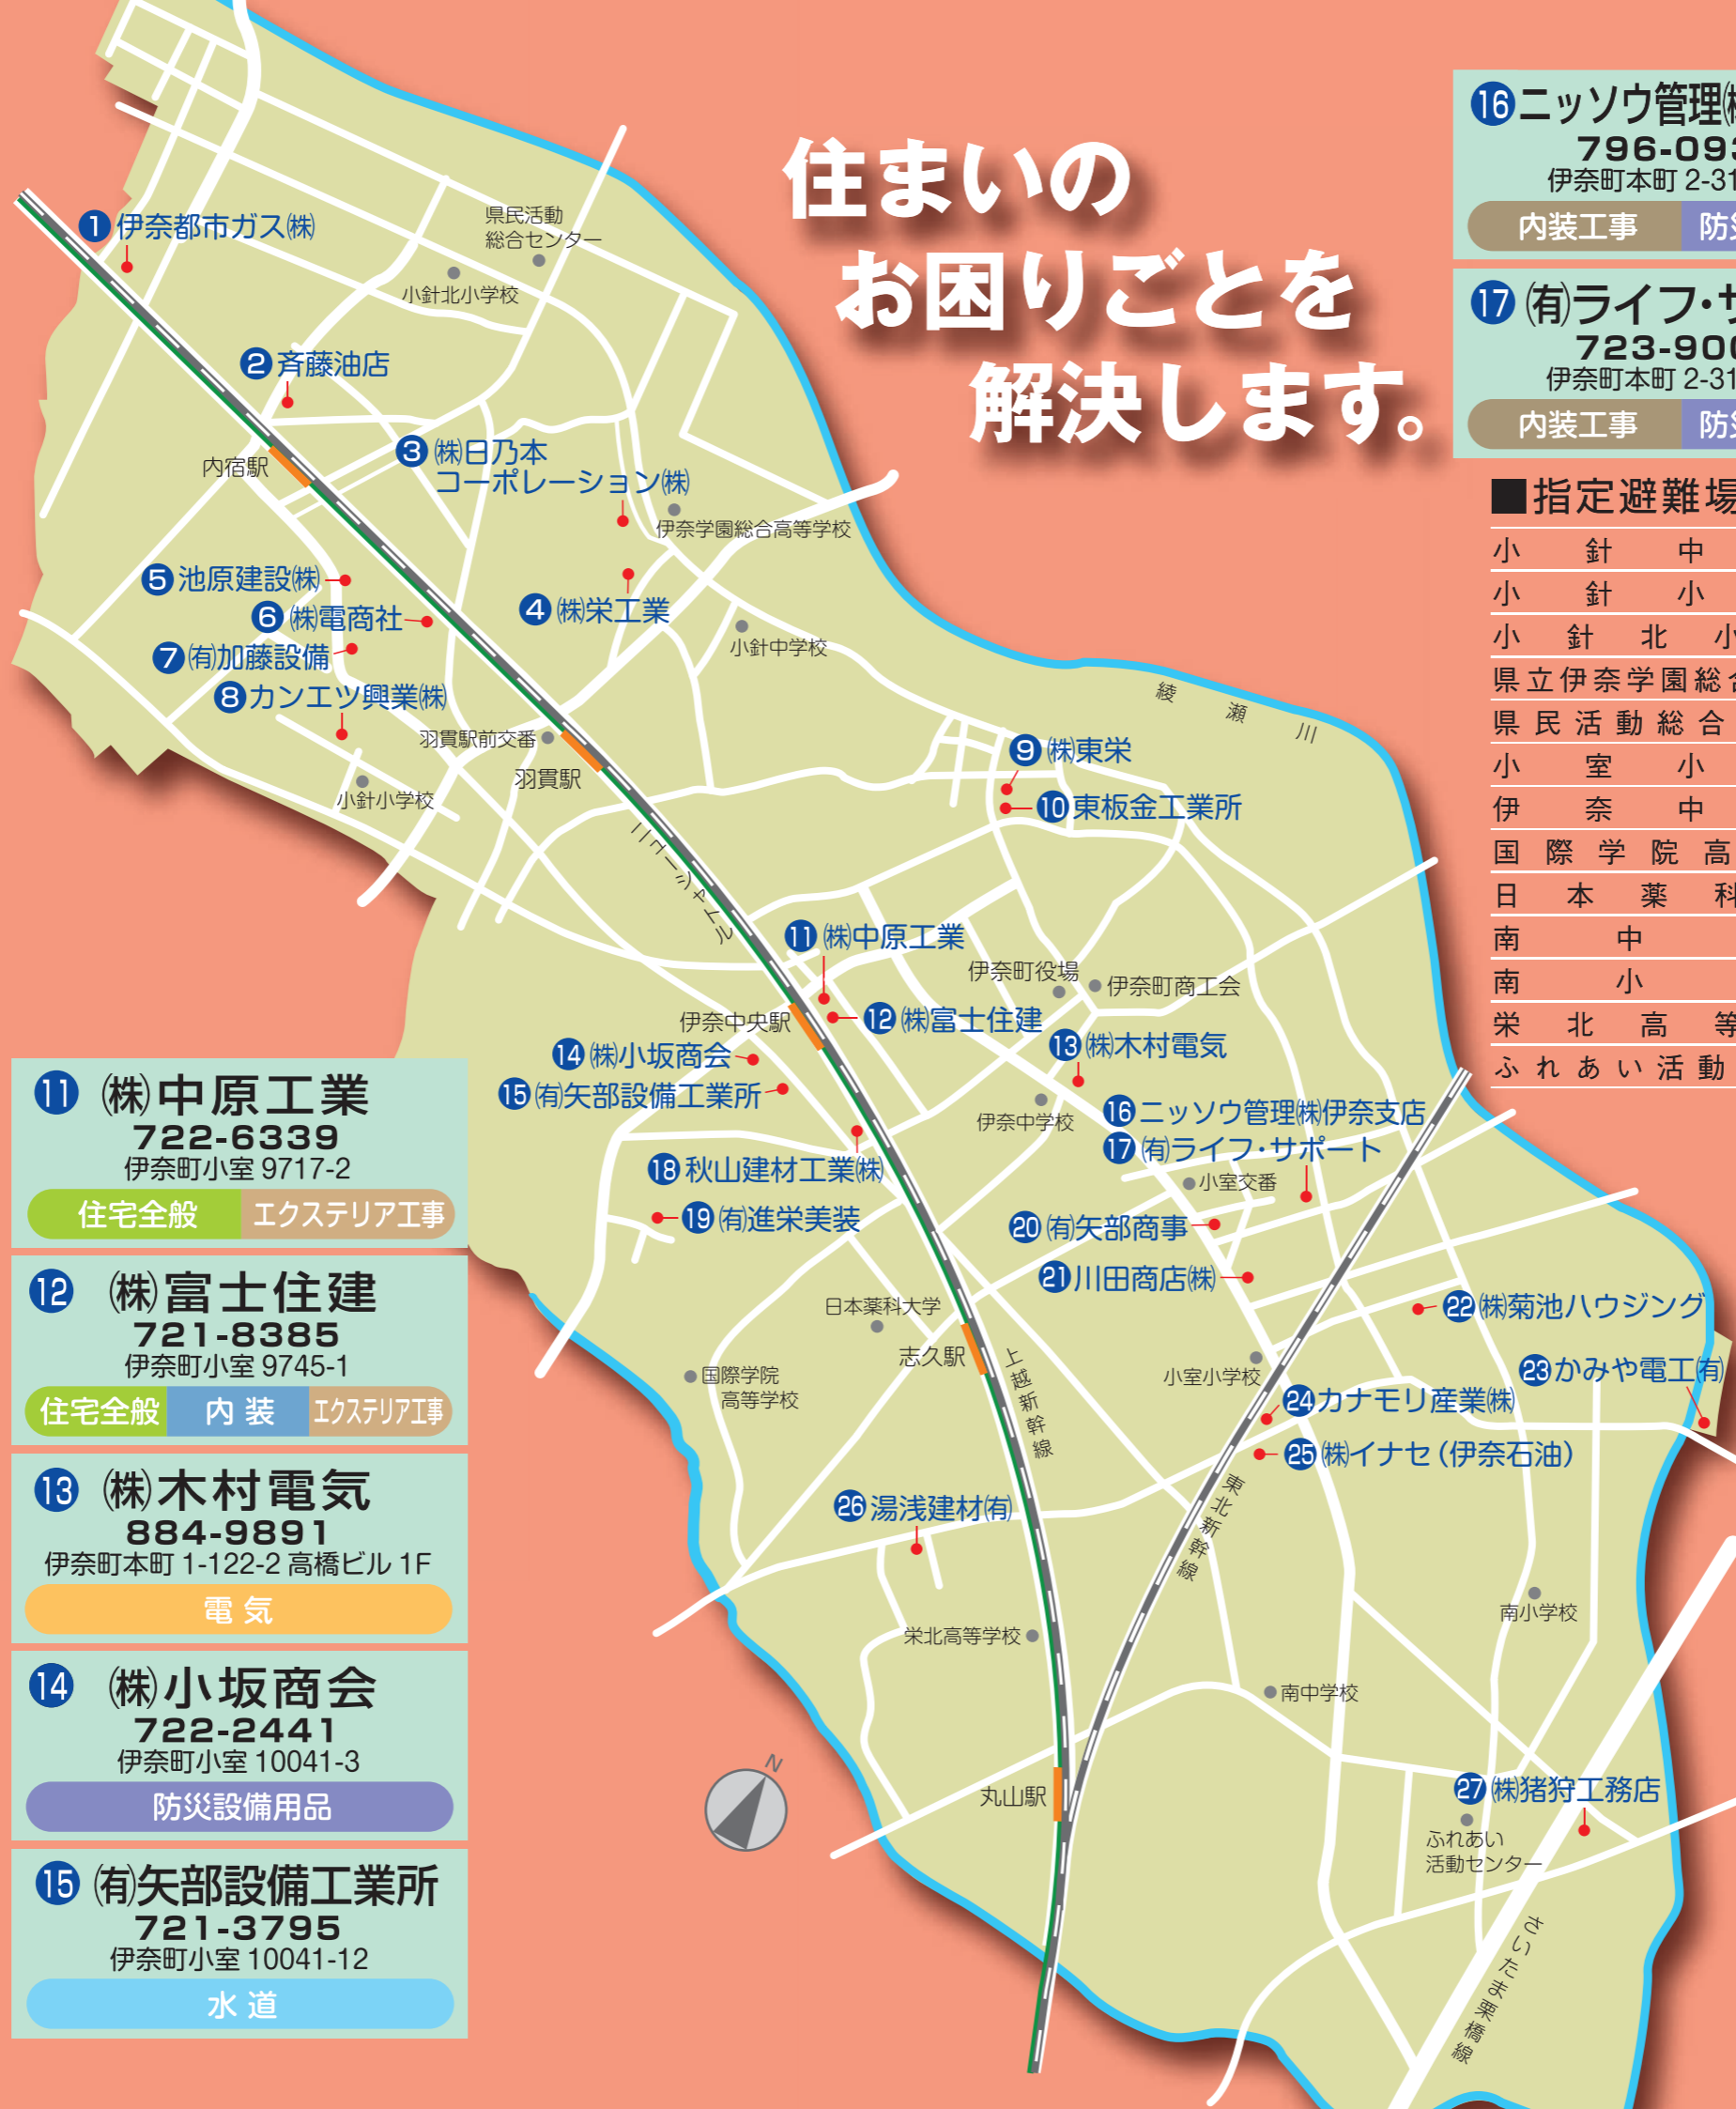 住まいの
お困りごとを
解決します。
1 伊奈都市ガス㈱
県民活動
総合センター
小針北小学校
2 斉藤油店
内宿駅
3 ㈱日乃本
コーポレーション㈱
伊奈学園総合高等学校
4 ㈱栄工業
5 池原建設㈱
6 ㈱電商社
7 ㈲加藤設備
8 カンエツ興業㈱
小針中学校
羽貫駅前交番
羽貫駅
小針小学校
綾瀬川
9 ㈱東栄
10 東板金工業所
ニューシャトル
11 ㈱中原工業
伊奈町役場
伊奈町商工会
伊奈中央駅
12 ㈱富士住建
13 ㈱木村電気
14 ㈱小坂商会
15 ㈲矢部設備工業所
伊奈中学校
16 ニッソウ管理㈱伊奈支店
17 ㈲ライフ・サポート
18 秋山建材工業㈱
小室交番
19 ㈲進栄美装
20 ㈲矢部商事
21 川田商店㈱
日本薬科大学
志久駅
上越新幹線
22 ㈱菊池ハウジング
国際学院
高等学校
小室小学校
23 かみや電工㈲
24 カナモリ産業㈱
25 ㈱イナセ（伊奈石油）
東北新幹線
26 湯浅建材㈲
栄北高等学校
南小学校
南中学校
丸山駅
27 ㈱猪狩工務店
ふれあい
活動センター
さいたま栗橋線
N
11 ㈱中原工業
722-6339
伊奈町小室 9717-2
住宅全般 エクステリア工事
12 ㈱富士住建
721-8385
伊奈町小室 9745-1
住宅全般 内装 エクステリア工事
13 ㈱木村電気
884-9891
伊奈町本町 1-122-2 高橋ビル 1F
電気
14 ㈱小坂商会
722-2441
伊奈町小室 10041-3
防災設備用品
15 ㈲矢部設備工業所
721-3795
伊奈町小室 10041-12
水道
16 ニッソウ管理
796-09
伊奈町本町 2-31
内装工事 防
17 ㈲ライフ・サ
723-90
伊奈町本町 2-31
内装工事 防
■指定避難場
小針中
小針小
小針北小
県立伊奈学園総合
県民活動総合
小室小
伊奈中
国際学院高
日本薬科
南中
南小
栄北高等
ふれあい活動